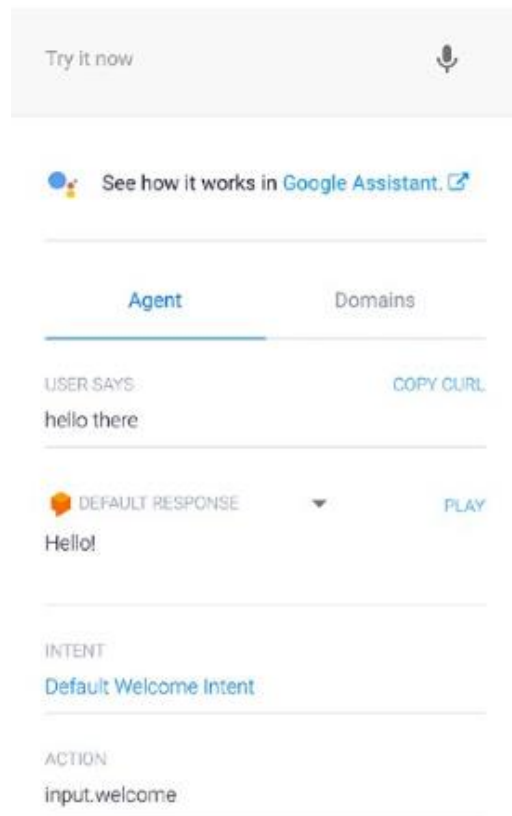 Try it now
See how it works in Google Assistant.
Agent Domains
USER SAYS COPY CURL
hello there
DEFAULT RESPONSE PLAY
Hello!
INTENT
Default Welcome Intent
ACTION
input.welcome